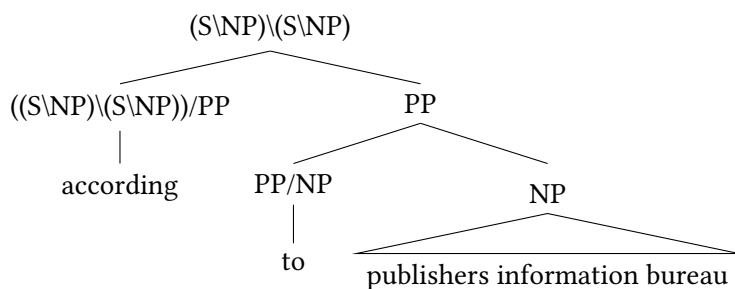 (S\NP)\(S\NP)
((S\NP)\(S\NP))/PP PP
according PP/NP NP
to publishers information bureau